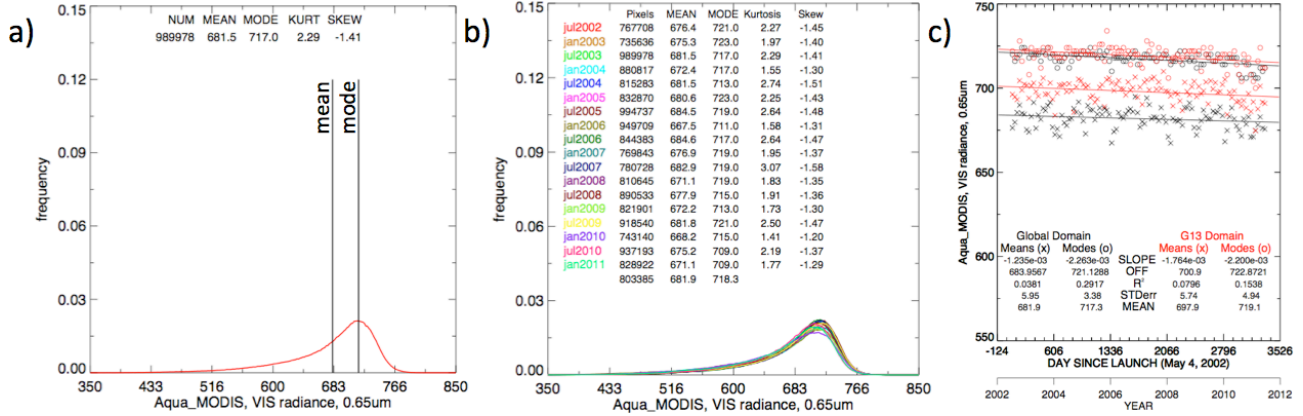 a)
NUM MEAN MODE KURT SKEW
989978 681.5 717.0 2.29 -1.41
0.15
0.12
0.09
0.06
0.03
0.00
frequency
mean
mode
350 433 516 600 683 766 850
Aqua_MODIS, VIS radiance, 0.65um
b)
Pixels MEAN MODE Kurtosis Skew
jul2002 767708 676.4 721.0 2.27 -1.45
jan2003 735636 675.3 723.0 1.97 -1.40
jul2003 989978 681.5 717.0 2.29 -1.41
jan2004 880817 672.4 717.0 1.55 -1.30
jul2004 815283 681.5 713.0 2.74 -1.51
jan2005 832870 680.6 723.0 2.25 -1.43
jul2005 994737 684.5 719.0 2.64 -1.48
jan2006 949709 667.5 711.0 1.58 -1.31
jul2006 844383 684.6 717.0 2.64 -1.47
jan2007 769843 676.9 719.0 1.95 -1.37
jul2007 780728 682.9 719.0 3.07 -1.58
jan2008 810645 671.1 719.0 1.83 -1.35
jul2008 890533 677.9 715.0 1.91 -1.36
jan2009 821901 672.2 713.0 1.73 -1.30
jul2009 918540 681.8 721.0 2.50 -1.47
jan2010 743140 668.2 715.0 1.41 -1.20
jul2010 937193 675.2 709.0 2.19 -1.37
jan2011 828922 671.1 709.0 1.77 -1.29
803385 681.9 718.3
0.15
0.12
0.09
0.06
0.03
0.00
frequency
350 433 516 600 683 766 850
Aqua_MODIS, VIS radiance, 0.65um
c)
750
700
650
600
550
Aqua_MODIS, VIS radiance, 0.65um
Global Domain G13 Domain
Means (x) Modes (o) Means (x) Modes (o)
-1.235e-03 -2.263e-03 SLOPE -1.764e-03 -2.200e-03
683.9567 721.1288 OFF 700.9 722.8721
0.0381 0.2917 R² 0.0796 0.1538
5.95 3.38 STDerr 5.74 4.94
681.9 717.3 MEAN 697.9 719.1
-124 606 1336 2066 2796 3526
DAY SINCE LAUNCH (May 4, 2002)
2002 2004 2006 2008 2010 2012
YEAR